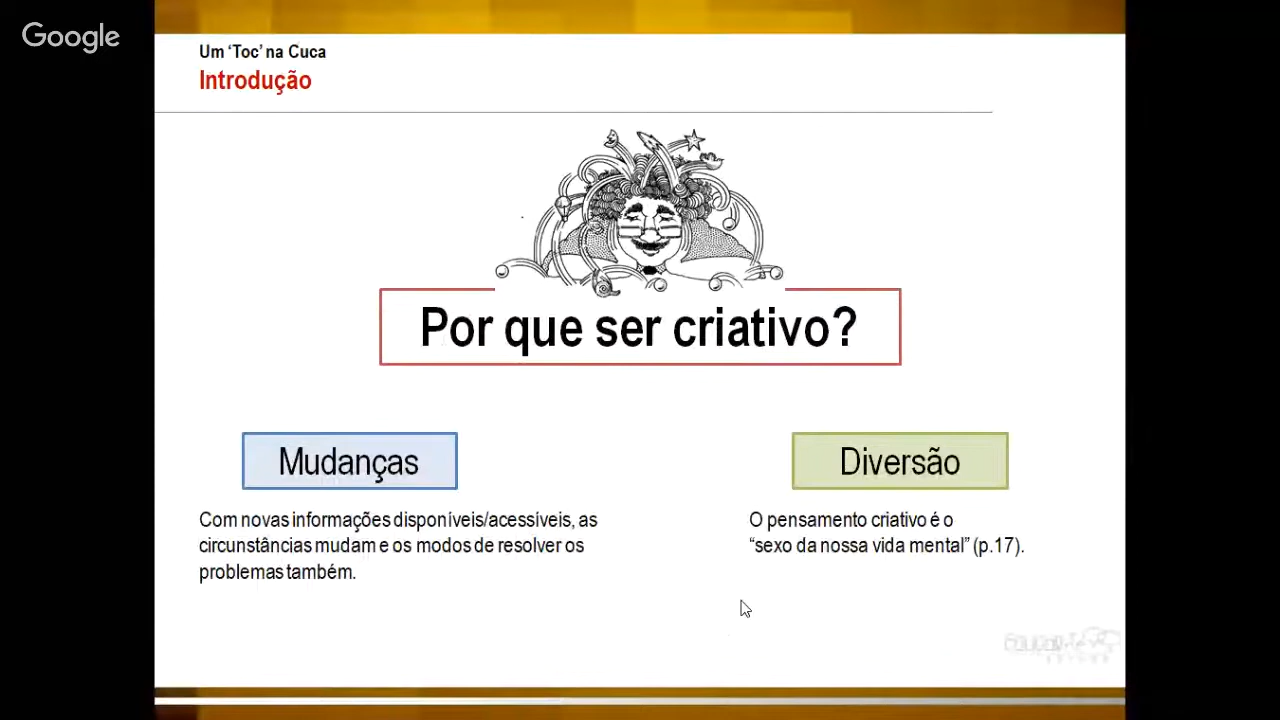 Google
Um ‘Toc’ na Cuca
Introdução
Por que ser criativo?
Mudanças
Com novas informações disponíveis/acessíveis, as
circunstâncias mudam e os modos de resolver os
problemas também.
Diversão
O pensamento criativo é o
“sexo da nossa vida mental” (p.17).